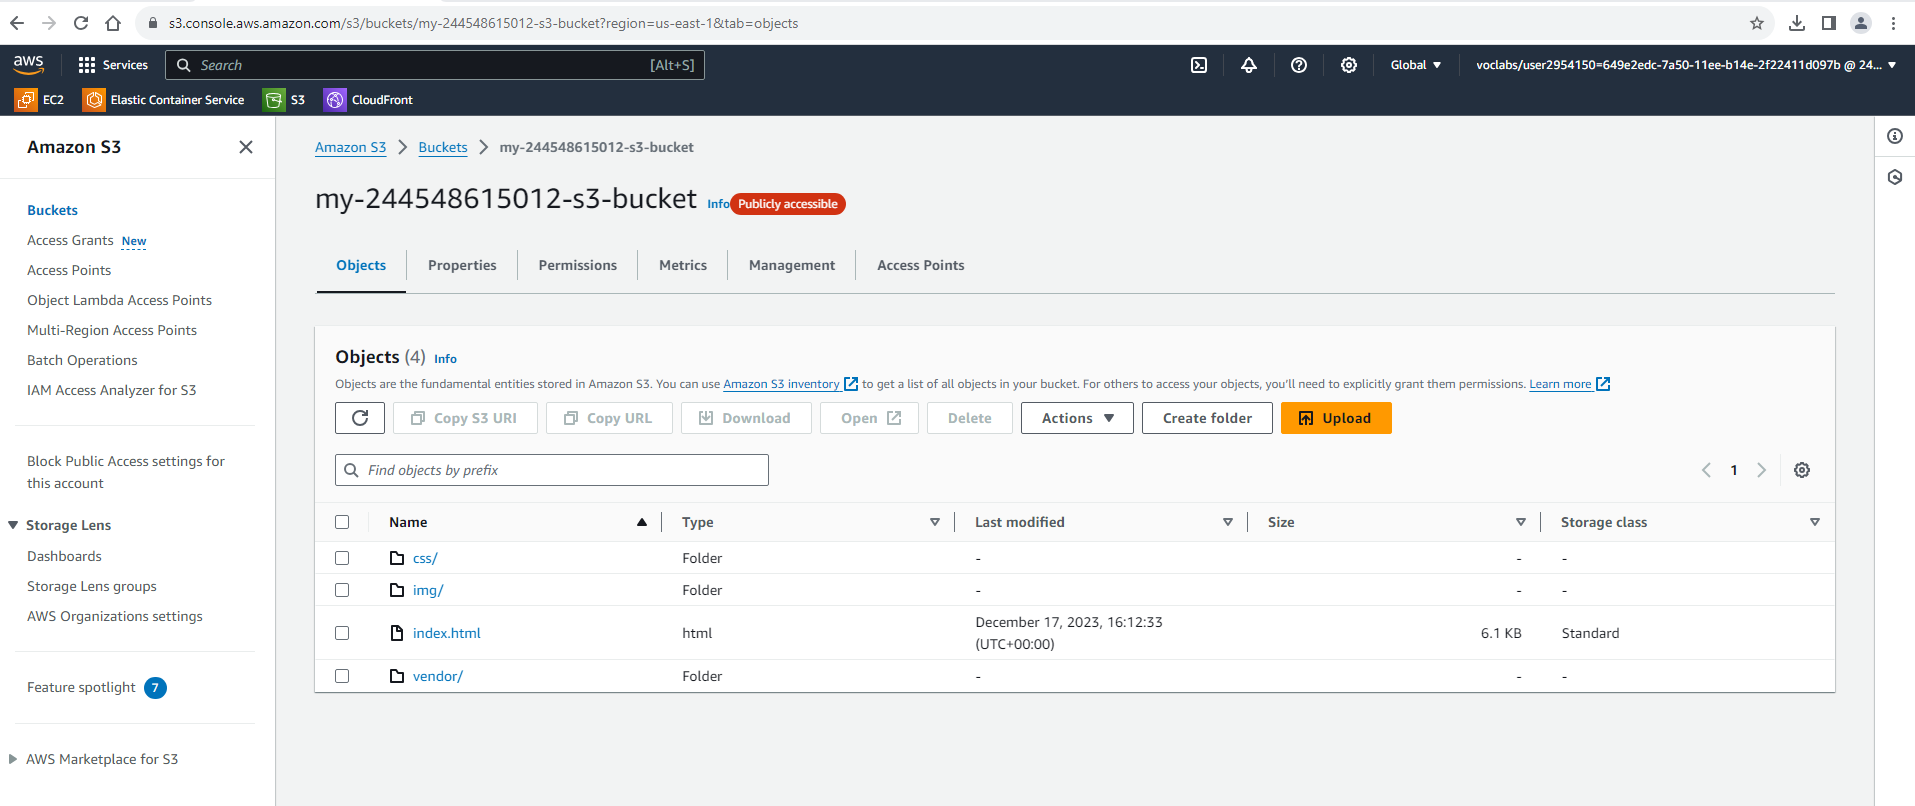 s3.console.aws.amazon.com/s3/buckets/my-244548615012-s3-bucket?region=us-east-1&tab=objects
aws
Services
Search
[Alt+S]
Global
voclabs/user2954150=649e2edc-7a50-11ee-b14e-2f22411d097b @ 24...
EC2
Elastic Container Service
S3
CloudFront
Amazon S3
Buckets
Access Grants New
Access Points
Object Lambda Access Points
Multi-Region Access Points
Batch Operations
IAM Access Analyzer for S3
Block Public Access settings for
this account
Storage Lens
Dashboards
Storage Lens groups
AWS Organizations settings
Feature spotlight 7
AWS Marketplace for S3
Amazon S3 > Buckets > my-244548615012-s3-bucket
my-244548615012-s3-bucket Info Publicly accessible
Objects
Properties
Permissions
Metrics
Management
Access Points
Objects (4) Info
Objects are the fundamental entities stored in Amazon S3. You can use Amazon S3 inventory to get a list of all objects in your bucket. For others to access your objects, you'll need to explicitly grant them permissions. Learn more
Copy S3 URI
Copy URL
Download
Open
Delete
Actions
Create folder
Upload
Find objects by prefix
1
Name Type Last modified Size Storage class
css/ Folder - - -
img/ Folder - - -
index.html html December 17, 2023, 16:12:33 (UTC+00:00) 6.1 KB Standard
vendor/ Folder - - -